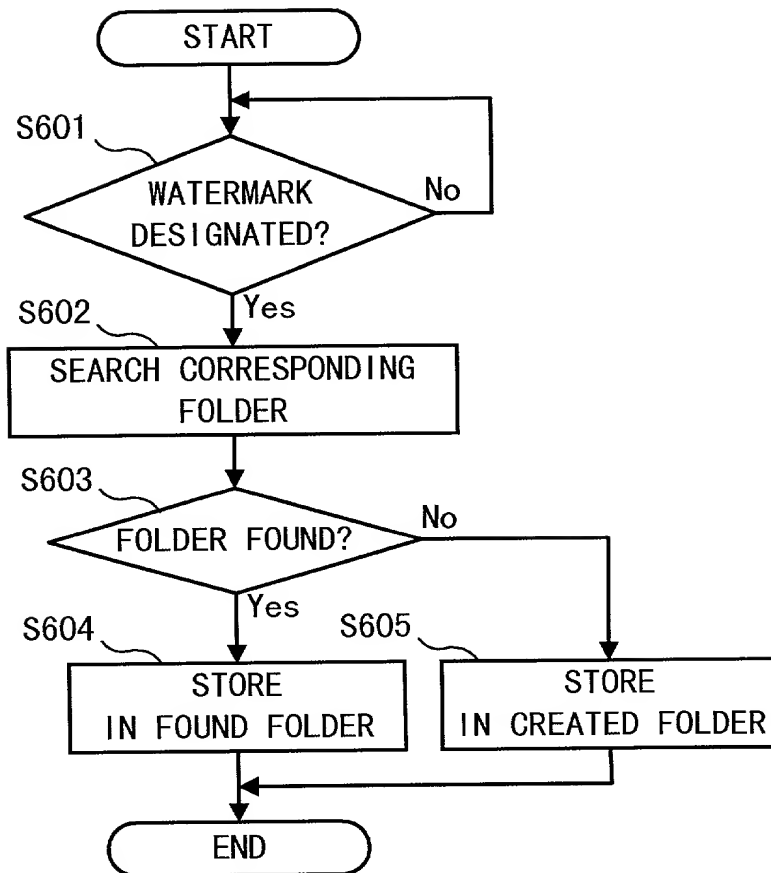 START
S601
WATERMARK
DESIGNATED?
No
Yes
S602
SEARCH CORRESPONDING
FOLDER
S603
FOLDER FOUND?
No
Yes
S604
STORE
IN FOUND FOLDER
S605
STORE
IN CREATED FOLDER
END